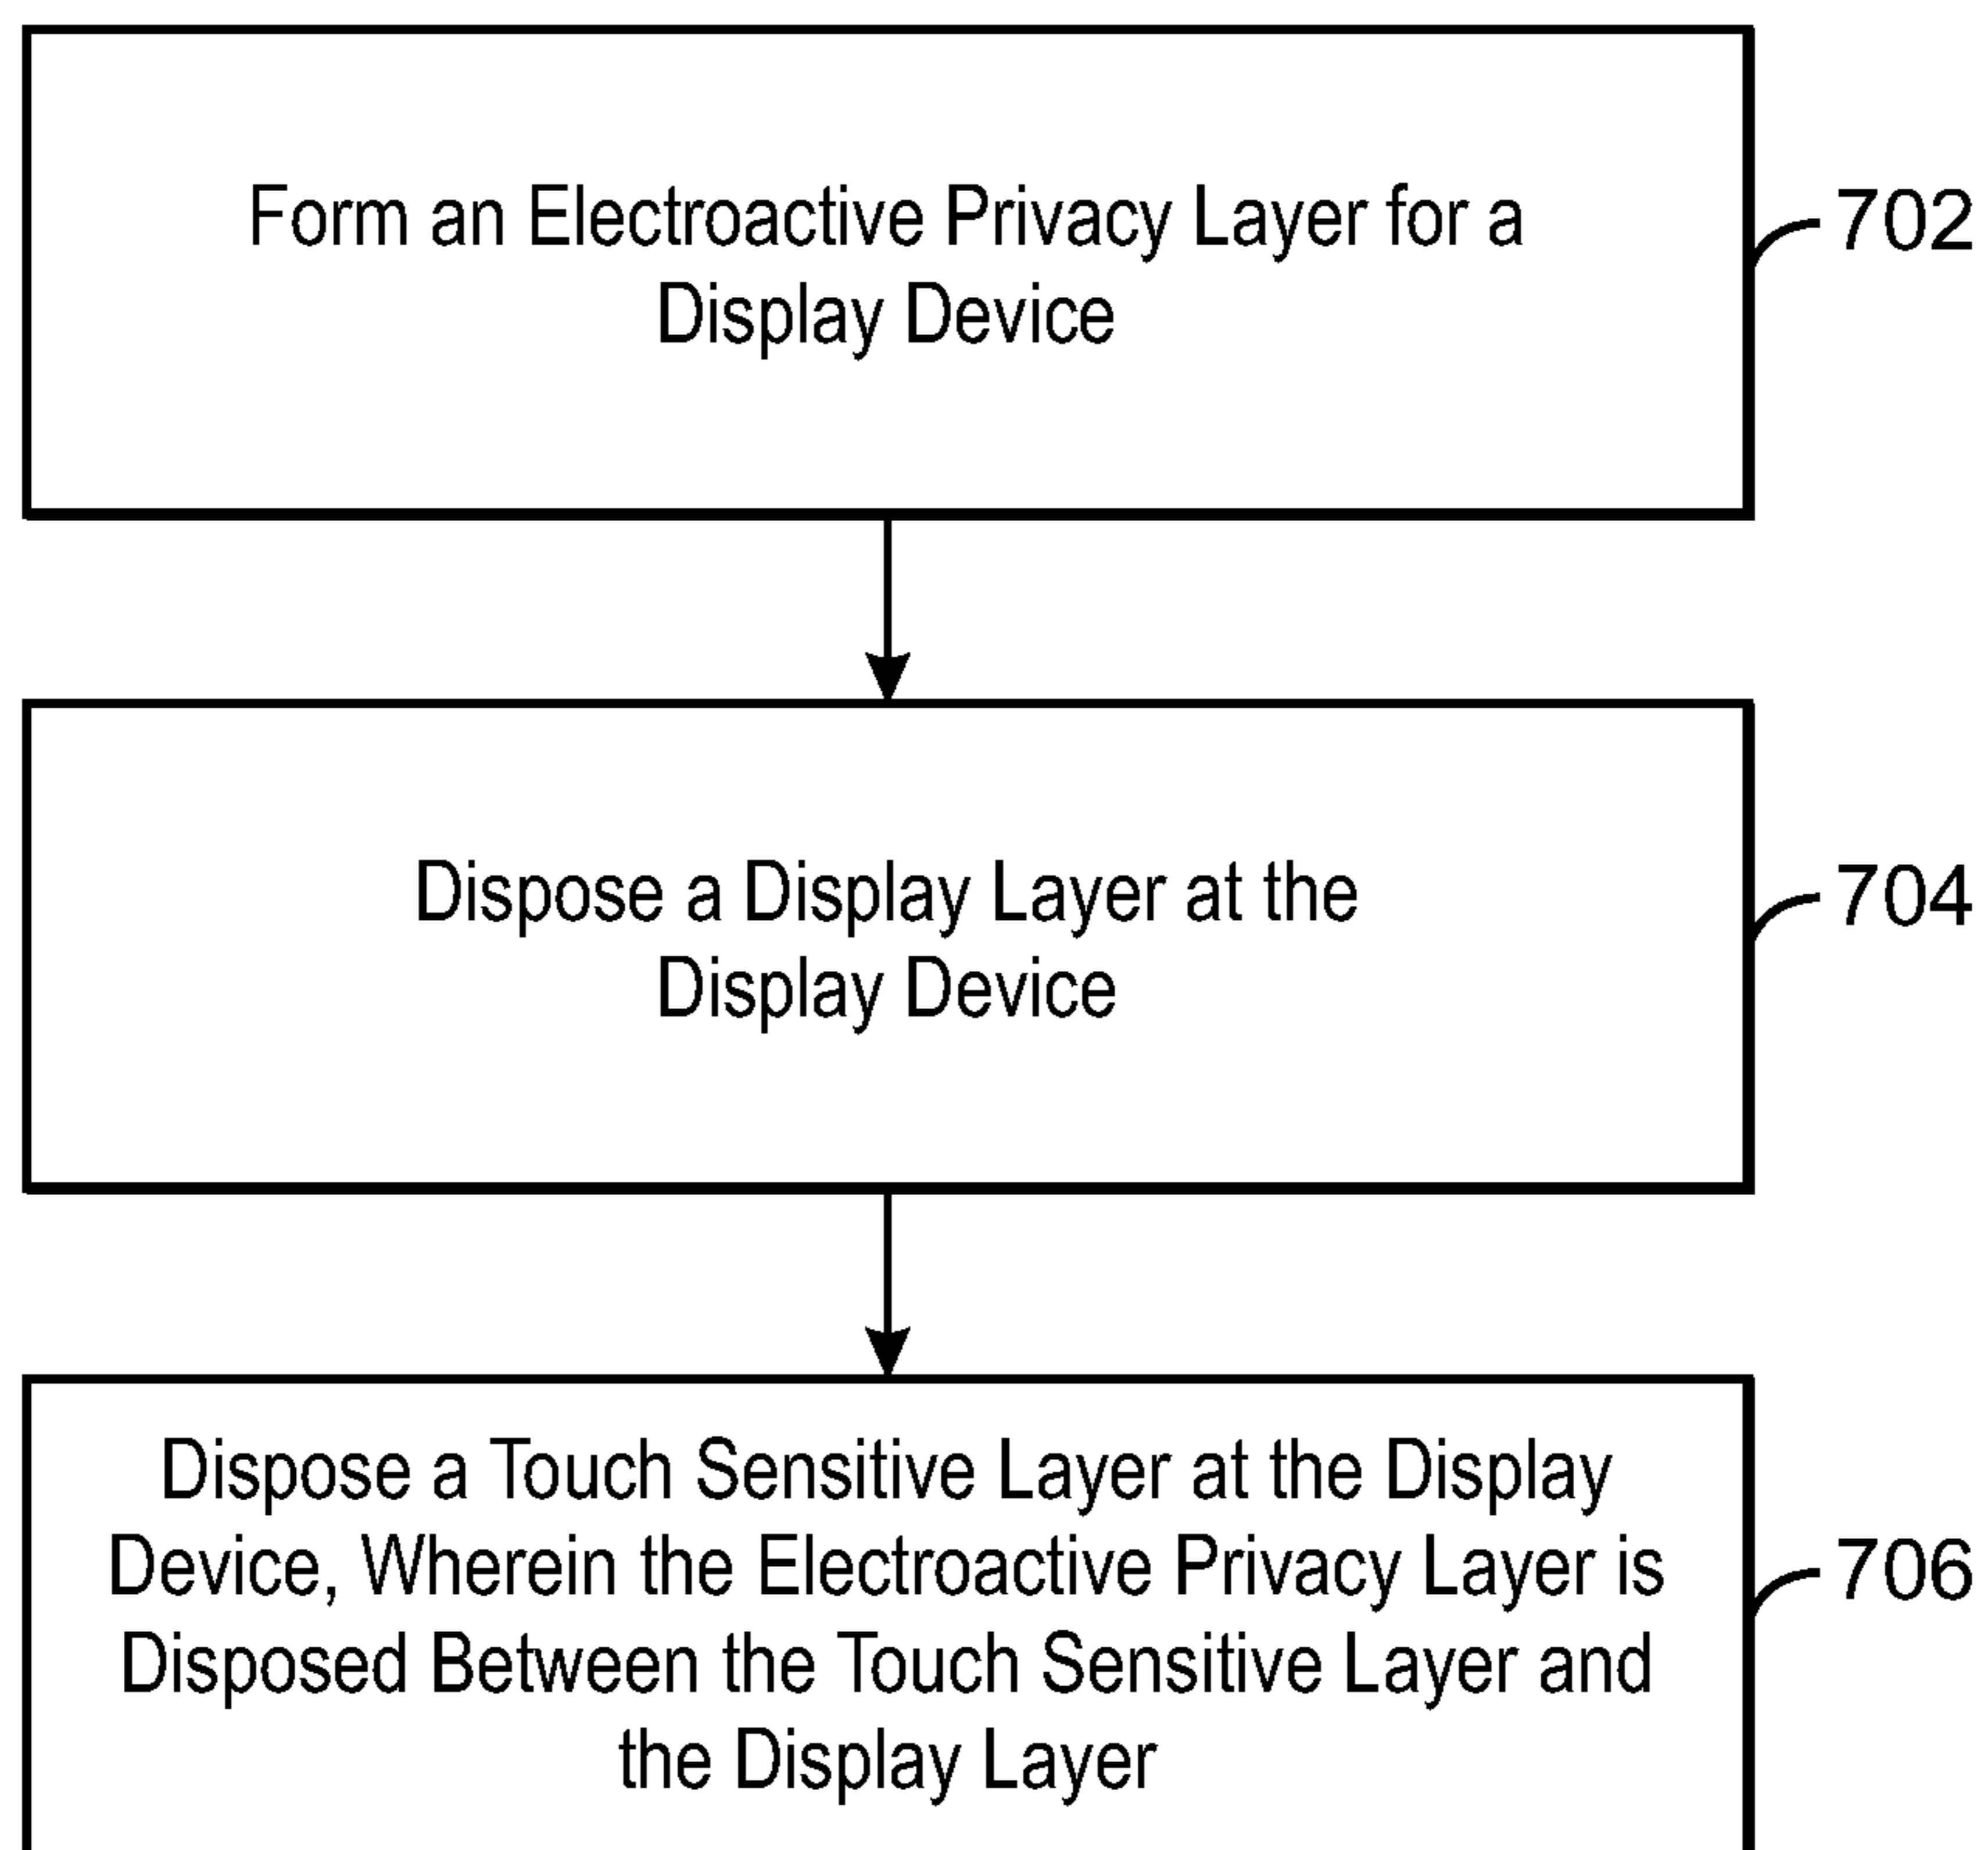 Form an Electroactive Privacy Layer for a
Display Device
702
Dispose a Display Layer at the
Display Device
704
Dispose a Touch Sensitive Layer at the Display
Device, Wherein the Electroactive Privacy Layer is
Disposed Between the Touch Sensitive Layer and
the Display Layer
706